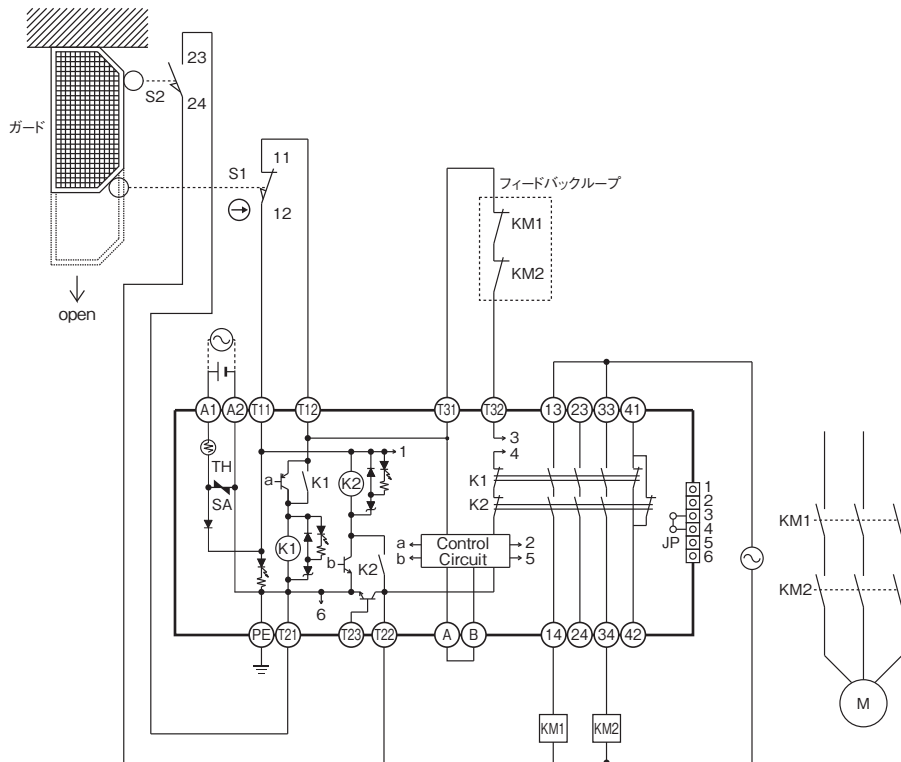 23
S2
24
ガード
11
S1
12
フィードバックループ
KM1
KM2
open
A1 A2 T11 T12 T31 T32 13 23 33 41
1
3
4
TH
SA
a
K1
K2
K1
K2
K1
b
K2
a
b
Control
Circuit
2
5
6
JP
1
2
3
4
5
6
PE T21 T23 T22 A B 14 24 34 42
KM1
KM2
KM1
KM2
M